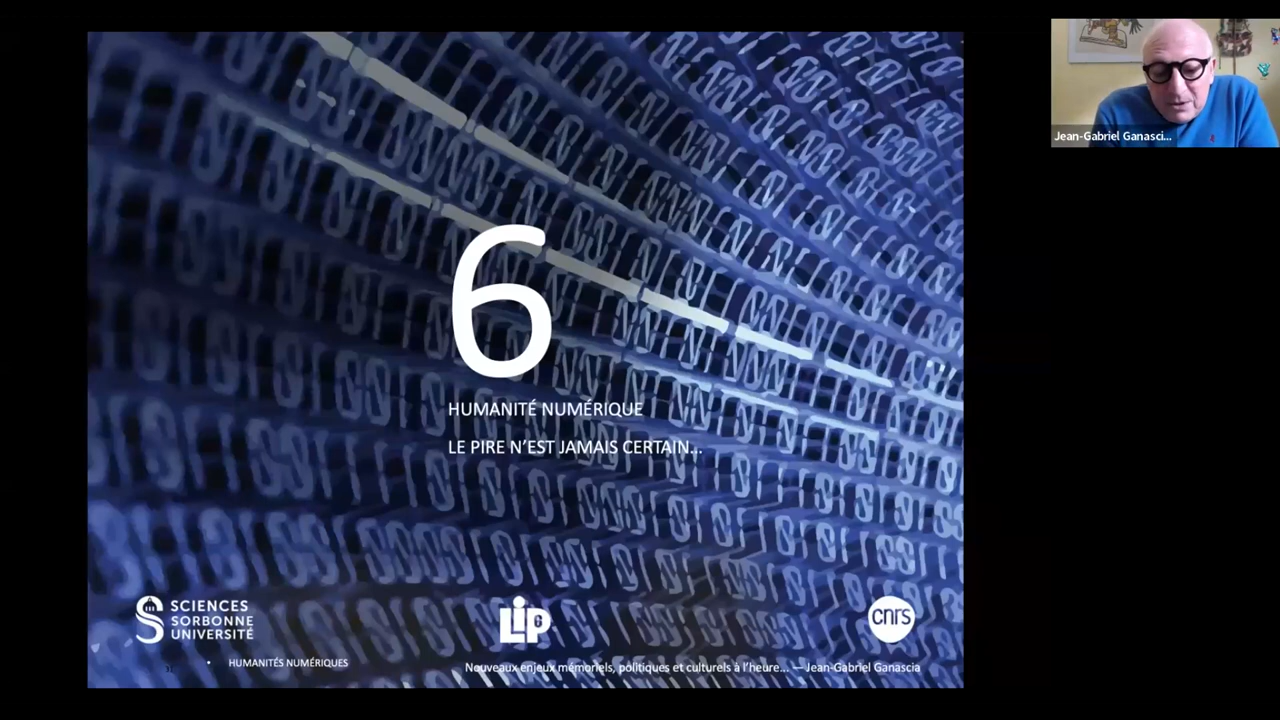 Jean-Gabriel Ganasci...
6
HUMANITÉ NUMÉRIQUE
LE PIRE N'EST JAMAIS CERTAIN...
SCIENCES
SORBONNE
UNIVERSITÉ
LIP6
cnrs
• HUMANITÉS NUMÉRIQUES
Nouveaux enjeux mémoriels, politiques et culturels à l'heure... — Jean-Gabriel Ganascia